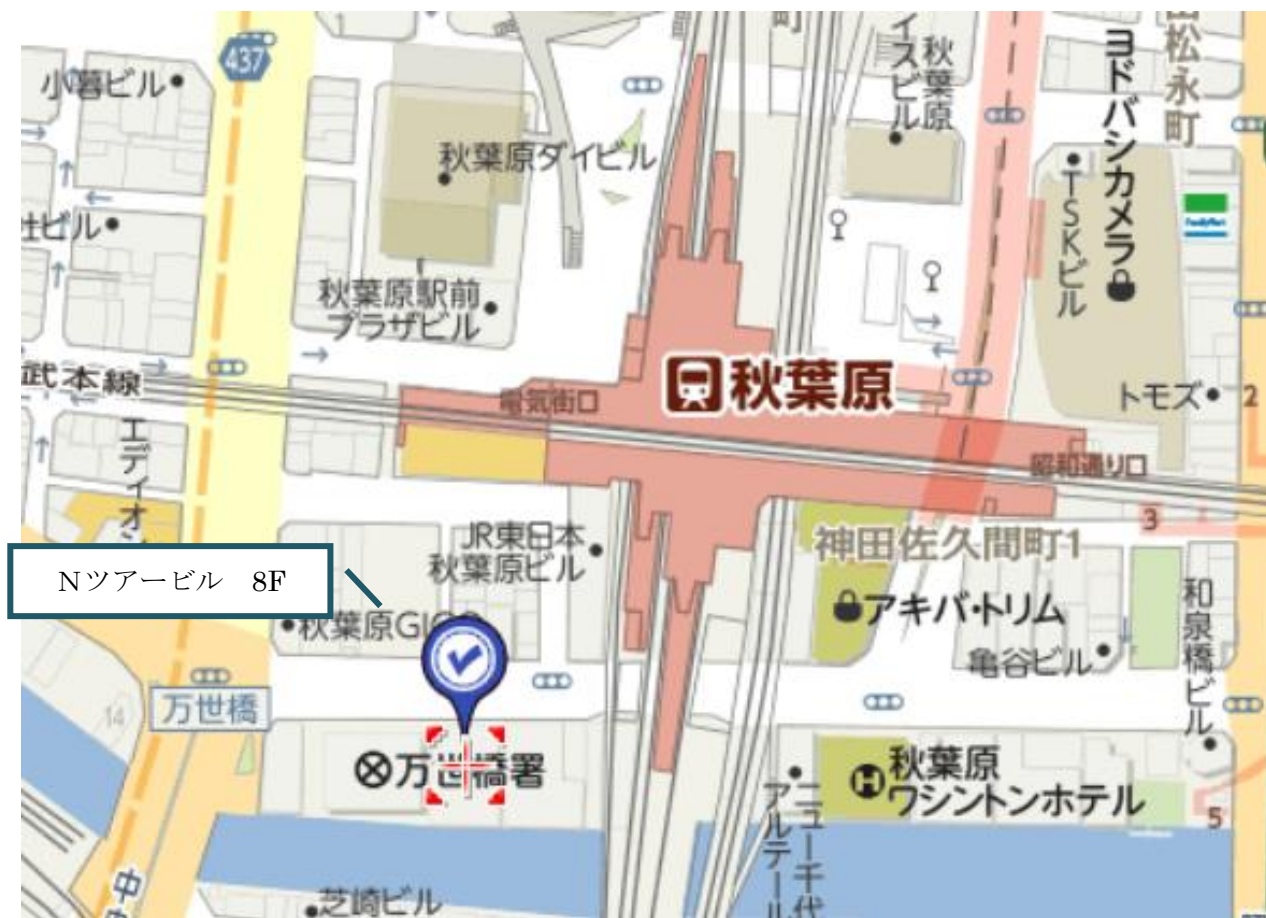 437
小暮ビル
秋葉原
イスビル
ヨドバシカメラ
松永町
秋葉原ダイビル
TSKビル
FamilyMart
社ビル
秋葉原駅前
プラザビル
武本線
電気街口
秋葉原
トモズ
2
エディオン
昭和通り口
3
JR東日本
秋葉原ビル
神田佐久間町1
Nツアービル 8F
秋葉原GIGO
アキバ・トリム
和泉橋ビル
亀谷ビル
万世橋
14
万世橋署
秋葉原
ワシントンホテル
H
ニュー千代
アルテール
5
芝崎ビル
中